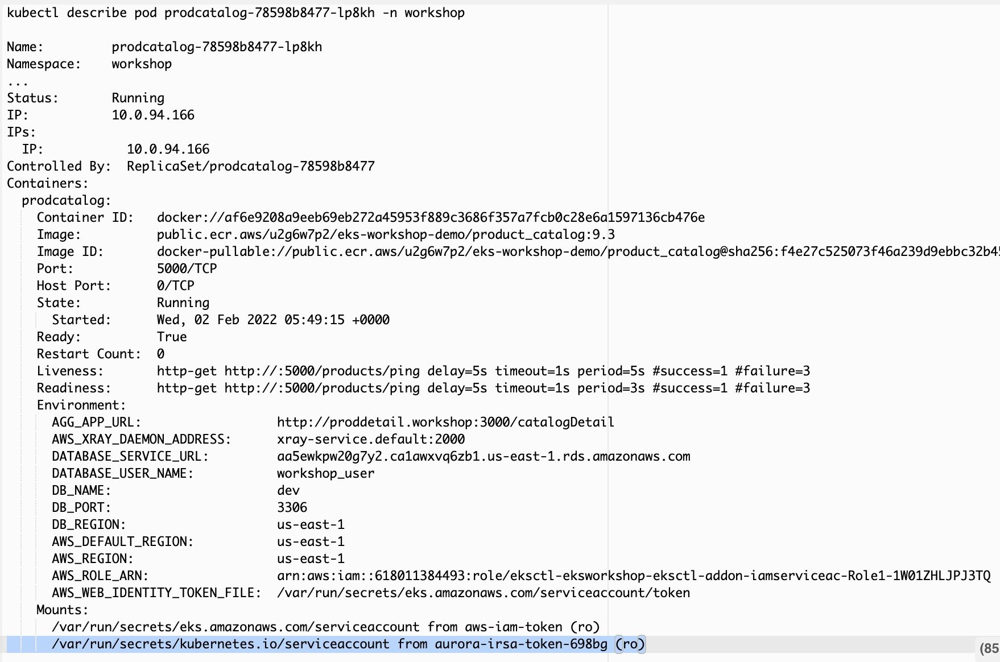 kubectl describe pod prodcatalog-78598b8477-lp8kh -n workshop
Name:         prodcatalog-78598b8477-lp8kh
Namespace:    workshop
...
Status:       Running
IP:           10.0.94.166
IPs:
  IP:           10.0.94.166
Controlled By:  ReplicaSet/prodcatalog-78598b8477
Containers:
  prodcatalog:
    Container ID:   docker://af6e9208a9eeb69eb272a45953f889c3686f357a7fcb0c28e6a1597136cb476e
    Image:          public.ecr.aws/u2g6w7p2/eks-workshop-demo/product_catalog:9.3
    Image ID:       docker-pullable://public.ecr.aws/u2g6w7p2/eks-workshop-demo/product_catalog@sha256:f4e27c525073f46a239d9ebbc32b45
    Port:           5000/TCP
    Host Port:      0/TCP
    State:          Running
      Started:      Wed, 02 Feb 2022 05:49:15 +0000
    Ready:          True
    Restart Count:  0
    Liveness:       http-get http://:5000/products/ping delay=5s timeout=1s period=5s #success=1 #failure=3
    Readiness:      http-get http://:5000/products/ping delay=5s timeout=1s period=3s #success=1 #failure=3
    Environment:
      AGG_APP_URL:                  http://proddetail.workshop:3000/catalogDetail
      AWS_XRAY_DAEMON_ADDRESS:      xray-service.default:2000
      DATABASE_SERVICE_URL:         aa5ewkpw20g7y2.ca1awxvq6zb1.us-east-1.rds.amazonaws.com
      DATABASE_USER_NAME:           workshop_user
      DB_NAME:                      dev
      DB_PORT:                      3306
      DB_REGION:                    us-east-1
      AWS_DEFAULT_REGION:           us-east-1
      AWS_REGION:                   us-east-1
      AWS_ROLE_ARN:                 arn:aws:iam::618011384493:role/eksctl-eksworkshop-eksctl-addon-iamserviceac-Role1-1W01ZHLJPJ3TQ
      AWS_WEB_IDENTITY_TOKEN_FILE:  /var/run/secrets/eks.amazonaws.com/serviceaccount/token
    Mounts:
      /var/run/secrets/eks.amazonaws.com/serviceaccount from aws-iam-token (ro)
      /var/run/secrets/kubernetes.io/serviceaccount from aurora-irsa-token-698bg (ro)
(85